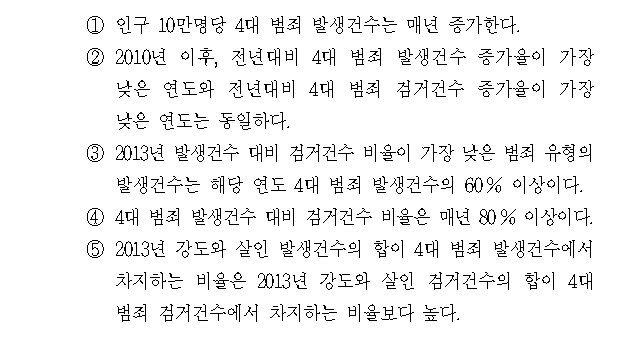 ① 인구 10만명당 4대 범죄 발생건수는 매년 증가한다.
② 2010년 이후, 전년대비 4대 범죄 발생건수 증가율이 가장
낮은 연도와 전년대비 4대 범죄 검거건수 증가율이 가장
낮은 연도는 동일하다.
③ 2013년 발생건수 대비 검거건수 비율이 가장 낮은 범죄 유형의
발생건수는 해당 연도 4대 범죄 발생건수의 60% 이상이다.
④ 4대 범죄 발생건수 대비 검거건수 비율은 매년 80% 이상이다.
⑤ 2013년 강도와 살인 발생건수의 합이 4대 범죄 발생건수에서
차지하는 비율은 2013년 강도와 살인 검거건수의 합이 4대
범죄 검거건수에서 차지하는 비율보다 높다.